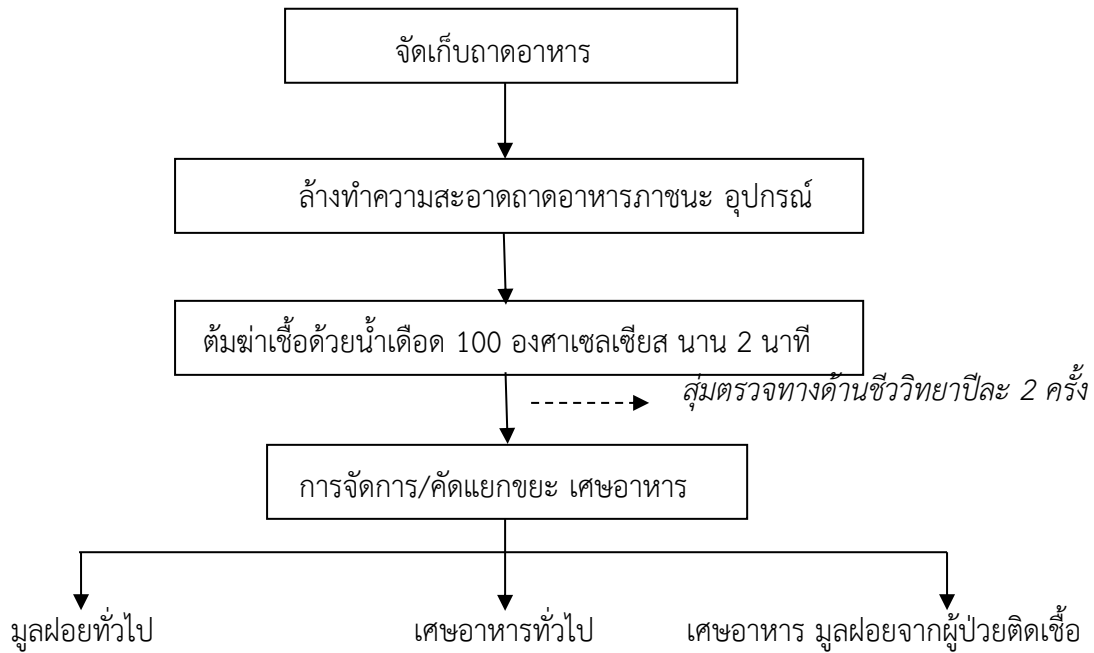 จัดเก็บถาดอาหาร
ล้างทำความสะอาดถาดอาหารภาชนะ อุปกรณ์
ต้มฆ่าเชื้อด้วยน้ำเดือด 100 องศาเซลเซียส นาน 2 นาที
สุ่มตรวจทางด้านชีววิทยาปีละ 2 ครั้ง
การจัดการ/คัดแยกขยะ เศษอาหาร
มูลฝอยทั่วไป
เศษอาหารทั่วไป
เศษอาหาร มูลฝอยจากผู้ป่วยติดเชื้อ